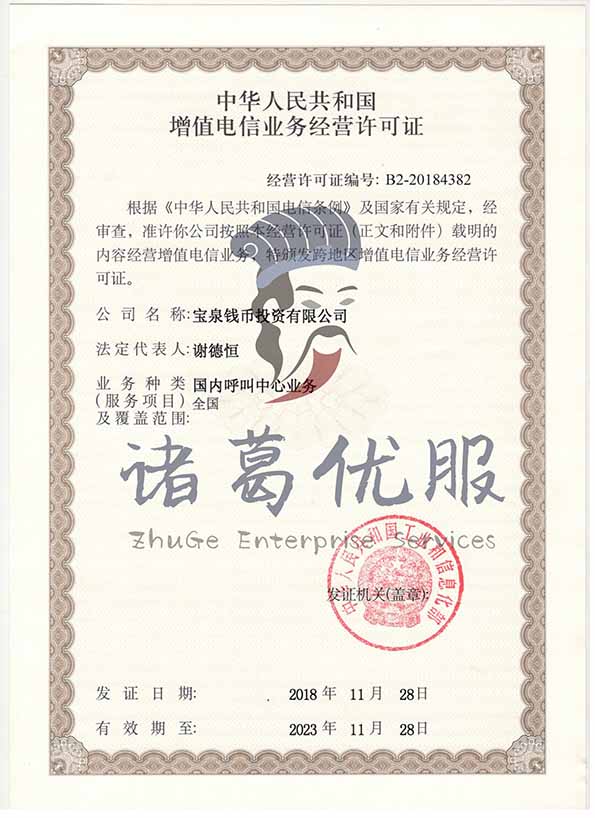 中华人民共和国
增值电信业务经营许可证
经营许可证编号: B2-20184382
根据《中华人民共和国电信条例》及国家有关规定，经
审查，准许你公司按照本经营许可证（正文和附件）载明的
内容经营增值电信业务，特颁发跨地区增值电信业务经营许
可证。
公司名称:宝泉钱币投资有限公司
法定代表人:谢德恒
业务种类 国内呼叫中心业务
(服务项目) 全国
及覆盖范围:
诸葛优服
ZhuGe Enterprise Services
中华人民共和国工业和信息化部
发证机关(盖章):
发证日期: 2018 年 11 月 28日
有效期至: 2023 年 11 月 28日